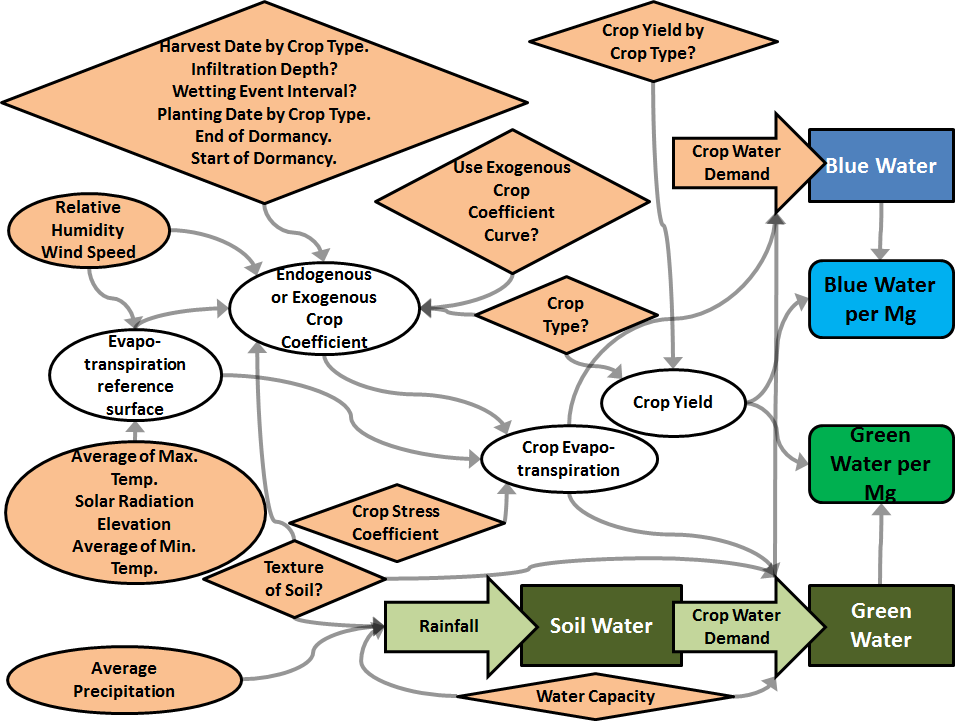 Harvest Date by Crop Type.
Infiltration Depth?
Wetting Event Interval?
Planting Date by Crop Type.
End of Dormancy.
Start of Dormancy.
Crop Yield by
Crop Type?
Crop Water
Demand
Blue Water
Use Exogenous
Crop
Coefficient
Curve?
Relative
Humidity
Wind Speed
Endogenous
or Exogenous
Crop
Coefficient
Crop
Type?
Blue Water
per Mg
Evapo-
transpiration
reference
surface
Crop Yield
Crop Evapo-
transpiration
Green
Water per
Mg
Average of Max.
Temp.
Solar Radiation
Elevation
Average of Min.
Temp.
Crop Stress
Coefficient
Texture
of Soil?
Rainfall
Soil Water
Crop Water
Demand
Green
Water
Average
Precipitation
Water Capacity